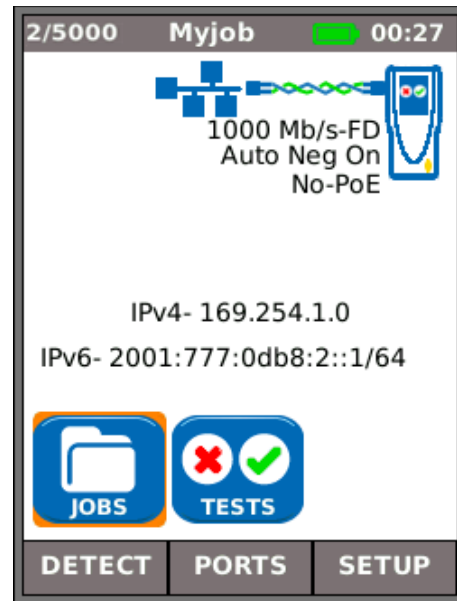 2/5000 Myjob 00:27
1000 Mb/s-FD
Auto Neg On
No-PoE
IPv4- 169.254.1.0
IPv6- 2001:777:0db8:2::1/64
JOBS TESTS
DETECT PORTS SETUP